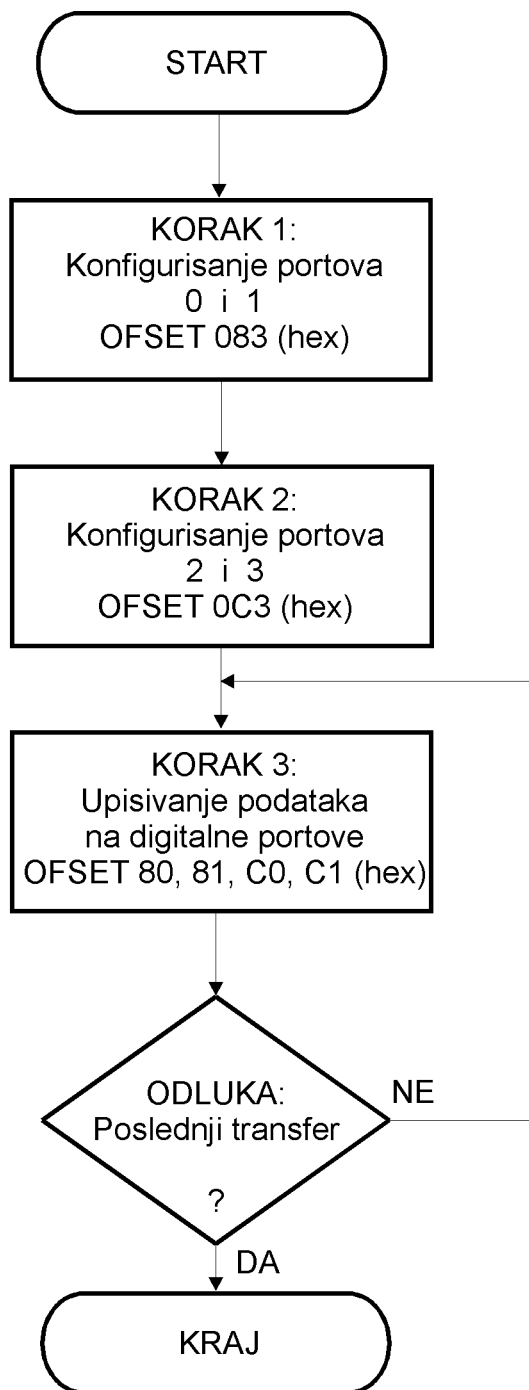 START
KORAK 1:
Konfigurisanje portova
0 i 1
OFSET 083 (hex)
KORAK 2:
Konfigurisanje portova
2 i 3
OFSET 0C3 (hex)
KORAK 3:
Upisivanje podataka
na digitalne portove
OFSET 80, 81, C0, C1 (hex)
ODLUKA:
Poslednji transfer
?
NE
DA
KRAJ